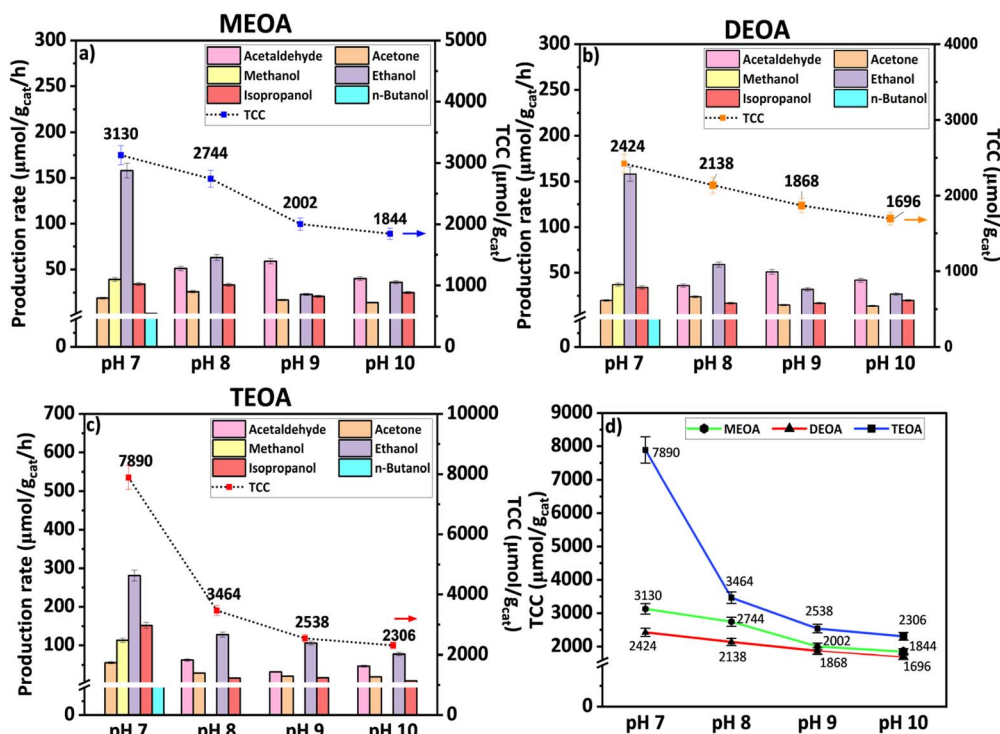 MEOA
a)
Acetaldehyde Acetone
Methanol Ethanol
Isopropanol n-Butanol
TCC
Production rate (µmol/gcat/h)
300
250
200
150
100
50
0
3130
2744
2002
1844
5000
4000
3000
2000
1000
0
TCC (µmol/gcat)
pH 7 pH 8 pH 9 pH 10
DEOA
b)
Acetaldehyde Acetone
Methanol Ethanol
Isopropanol n-Butanol
TCC
Production rate (µmol/gcat/h)
300
250
200
150
100
50
0
2424
2138
1868
1696
4000
3000
2000
1000
0
TCC (µmol/gcat)
pH 7 pH 8 pH 9 pH 10
TEOA
c)
Acetaldehyde Acetone
Methanol Ethanol
Isopropanol n-Butanol
TCC
Production rate (µmol/gcat/h)
700
600
500
400
300
200
100
0
7890
3464
2538
2306
10000
8000
6000
4000
2000
0
TCC (µmol/gcat)
pH 7 pH 8 pH 9 pH 10
d)
MEOA DEOA TEOA
TCC (µmol/gcat)
9000
8000
7000
6000
5000
4000
3000
2000
0
7890
3464
2538
2306
3130
2744
2002
1844
2424
2138
1868
1696
pH 7 pH 8 pH 9 pH 10